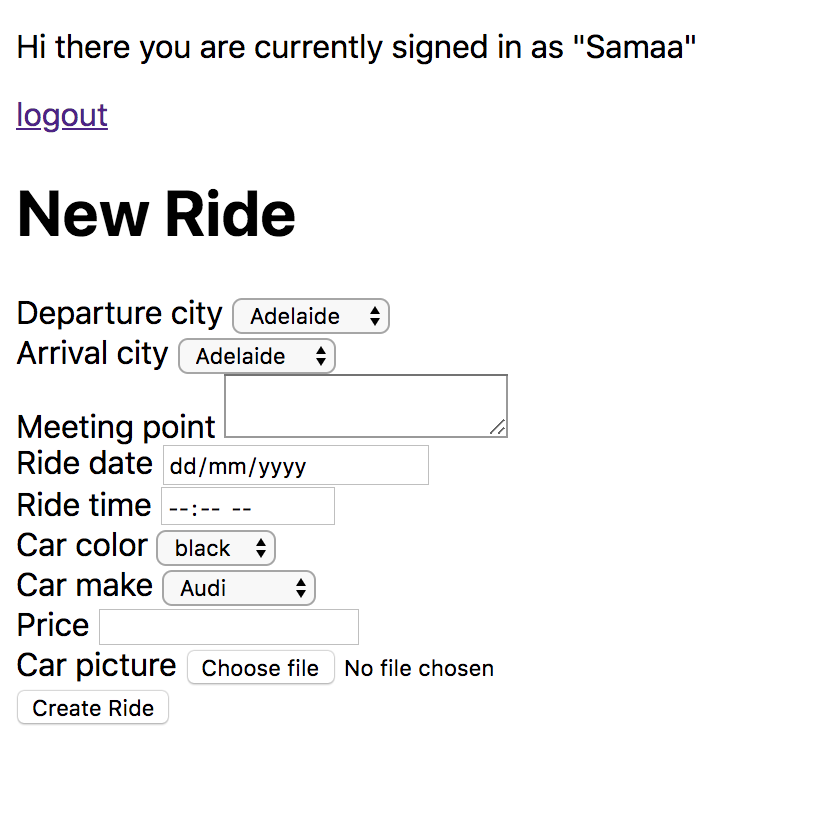 Hi there you are currently signed in as "Samaa"
logout
New Ride
Departure city Adelaide
Arrival city Adelaide
Meeting point
Ride date dd/mm/yyyy
Ride time --:-- --
Car color black
Car make Audi
Price
Car picture Choose file No file chosen
Create Ride